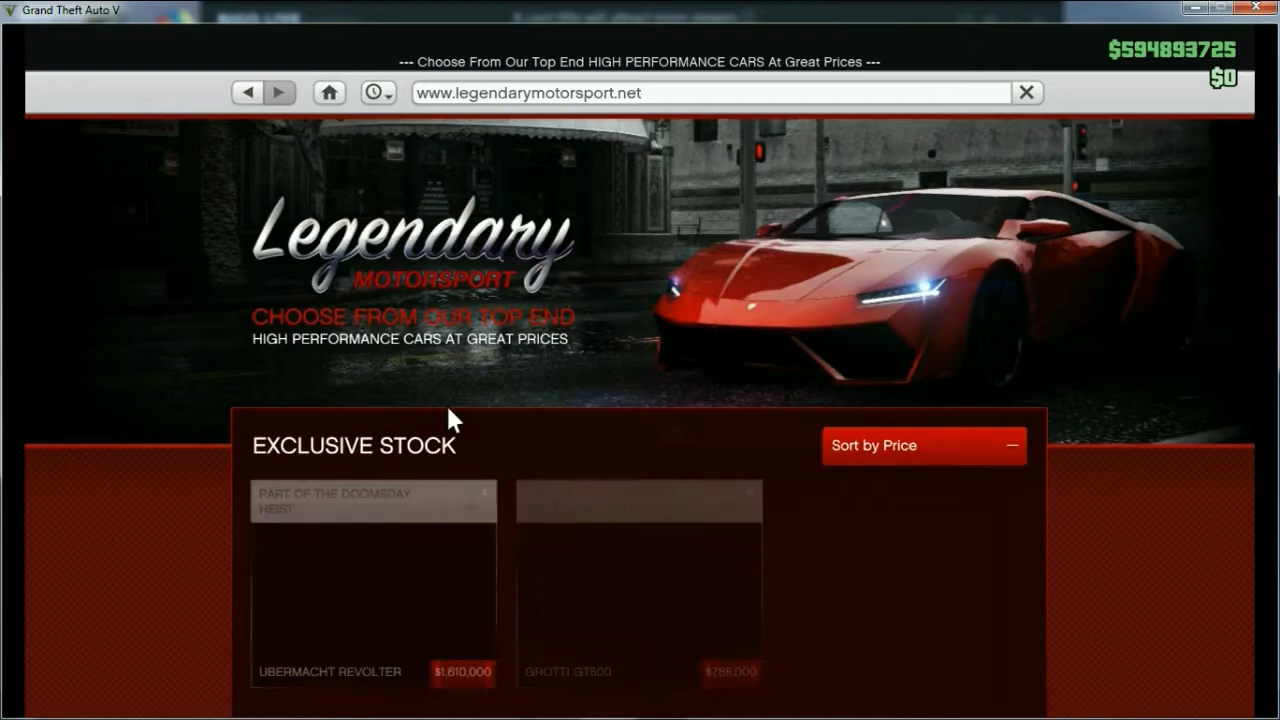 Grand Theft Auto V
$594893725
--- Choose From Our Top End HIGH PERFORMANCE CARS At Great Prices ---
$0
www.legendarymotorsport.net
Legendary
MOTORSPORT
CHOOSE FROM OUR TOP END
HIGH PERFORMANCE CARS AT GREAT PRICES
EXCLUSIVE STOCK
Sort by Price
PART OF THE DOOMSDAY
HEIST
UBERMACHT REVOLTER
$1,610,000
GROTTI GT500